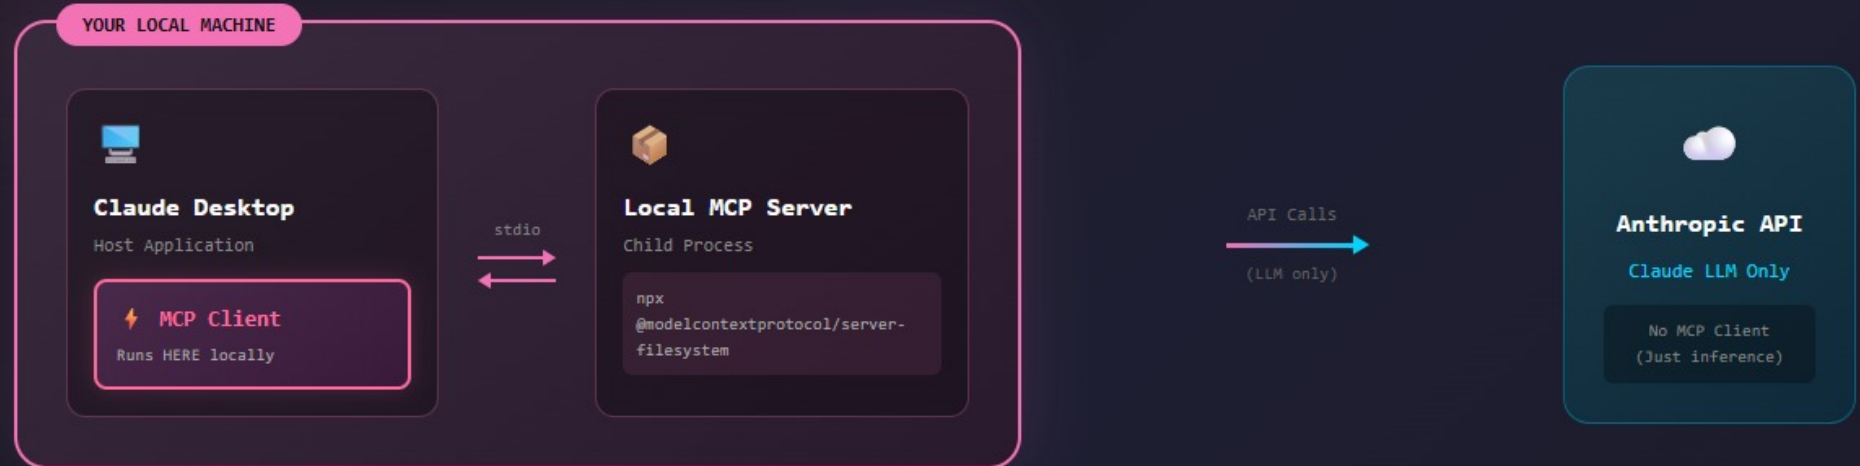 YOUR LOCAL MACHINE
Claude Desktop
Host Application
MCP Client
Runs HERE locally
stdio
Local MCP Server
Child Process
npx
@modelcontextprotocol/server-
filesystem
API Calls
(LLM only)
Anthropic API
Claude LLM Only
No MCP Client
(Just inference)